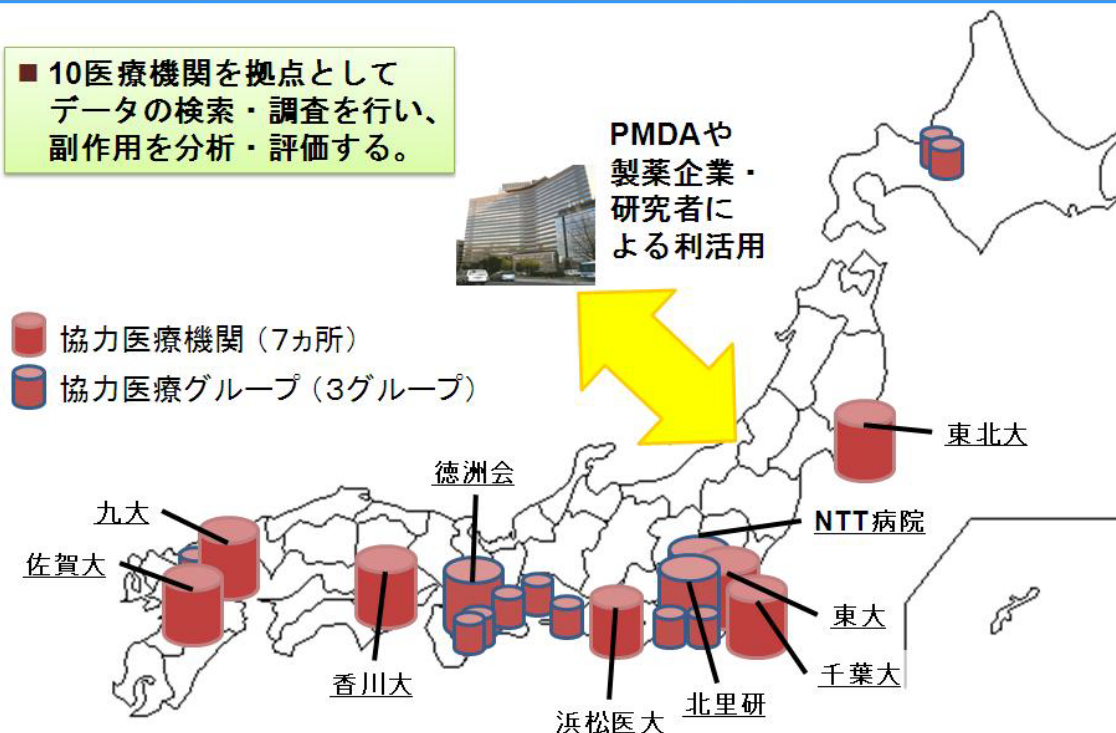 ■ 10医療機関を拠点として
データの検索・調査を行い、
副作用を分析・評価する。
PMDAや
製薬企業・
研究者に
よる利活用
協力医療機関（7ヵ所）
協力医療グループ（3グループ）
東北大
徳洲会
九大
NTT病院
佐賀大
東大
千葉大
香川大
北里研
浜松医大